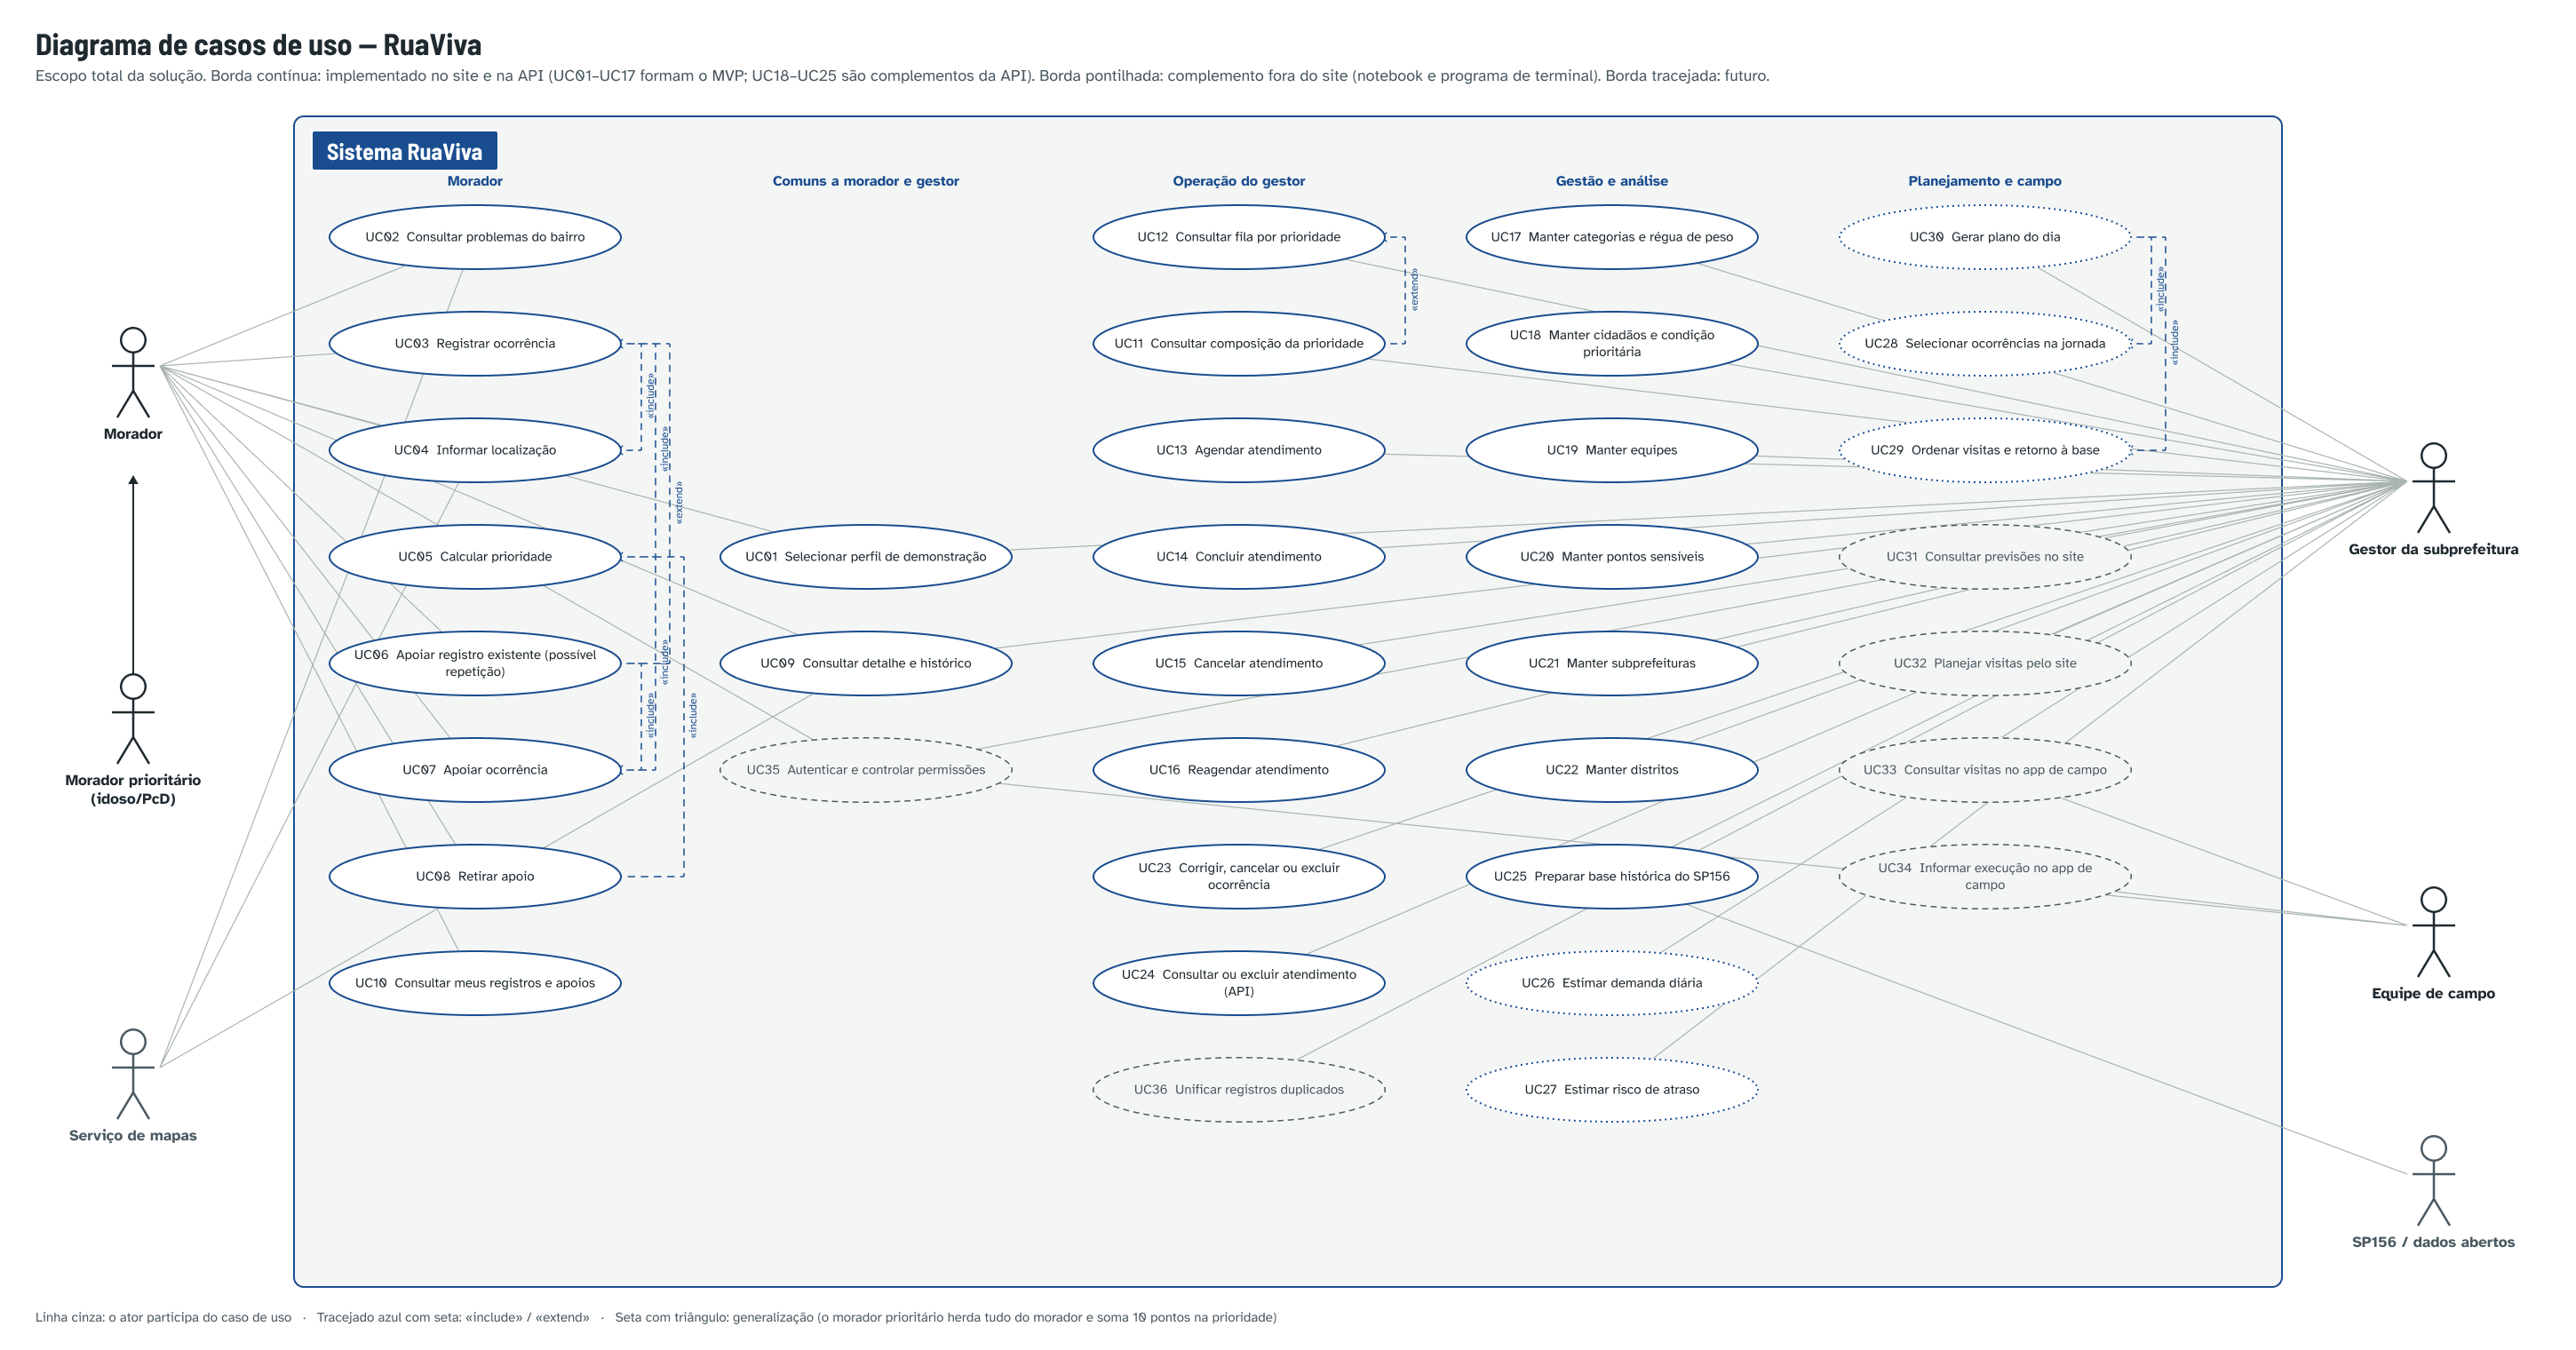 Diagrama de casos de uso — RuaViva
Escopo total da solução. Borda contínua: implementado no site e na API (UC01–UC17 formam o MVP; UC18–UC25 são complementos da API). Borda pontilhada: complemento fora do site (notebook e programa de terminal). Borda tracejada: futuro.
Sistema RuaViva
Morador
Comuns a morador e gestor
Operação do gestor
Gestão e análise
Planejamento e campo
UC02 Consultar problemas do bairro
UC12 Consultar fila por prioridade
UC17 Manter categorias e régua de peso
UC30 Gerar plano do dia
«extend»
«include»
«include»
UC03 Registrar ocorrência
UC11 Consultar composição da prioridade
UC18 Manter cidadãos e condição
prioritária
UC28 Selecionar ocorrências na jornada
«include»
«include»
«extend»
Morador
UC04 Informar localização
UC13 Agendar atendimento
UC19 Manter equipes
UC29 Ordenar visitas e retorno à base
Gestor da subprefeitura
UC05 Calcular prioridade
UC01 Selecionar perfil de demonstração
UC14 Concluir atendimento
UC20 Manter pontos sensíveis
UC31 Consultar previsões no site
UC06 Apoiar registro existente (possível
repetição)
«include»
«include»
«include»
UC09 Consultar detalhe e histórico
UC15 Cancelar atendimento
UC21 Manter subprefeituras
UC32 Planejar visitas pelo site
Morador prioritário
(idoso/PcD)
UC07 Apoiar ocorrência
UC35 Autenticar e controlar permissões
UC16 Reagendar atendimento
UC22 Manter distritos
UC33 Consultar visitas no app de campo
UC08 Retirar apoio
UC23 Corrigir, cancelar ou excluir
ocorrência
UC25 Preparar base histórica do SP156
UC34 Informar execução no app de
campo
UC10 Consultar meus registros e apoios
UC24 Consultar ou excluir atendimento
(API)
UC26 Estimar demanda diária
Equipe de campo
UC36 Unificar registros duplicados
UC27 Estimar risco de atraso
Serviço de mapas
SP156 / dados abertos
Linha cinza: o ator participa do caso de uso · Tracejado azul com seta: «include» / «extend» · Seta com triângulo: generalização (o morador prioritário herda tudo do morador e soma 10 pontos na prioridade)